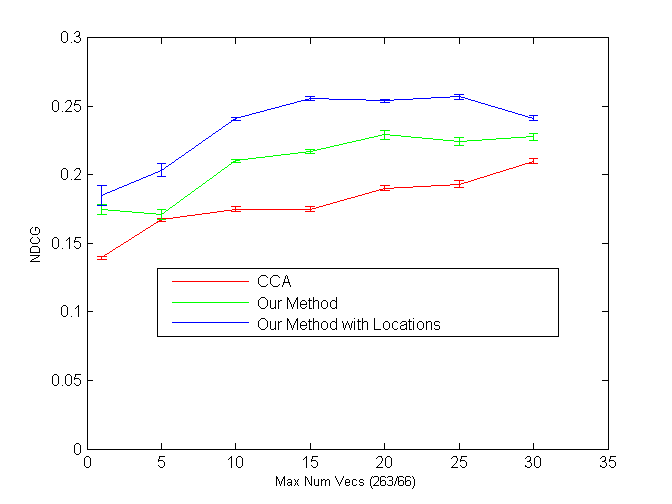 0.3
0.25
0.2
0.15
0.1
0.05
0
NDCG
CCA
Our Method
Our Method with Locations
0 5 10 15 20 25 30 35
Max Num Vecs (263/66)